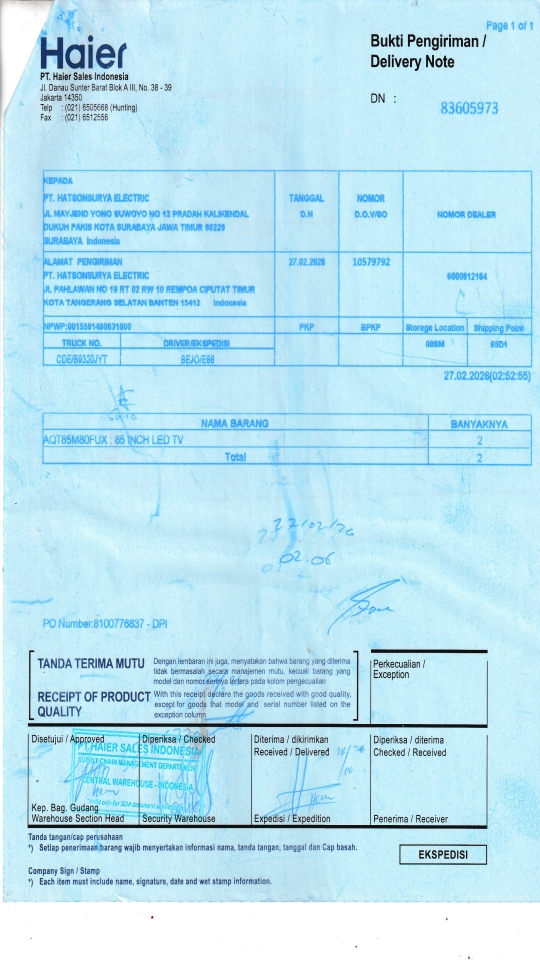 Page 1 of 1
Haier
Bukti Pengiriman /
Delivery Note
PT. Haier Sales Indonesia
Jl. Danau Sunter Barat Blok A III, No. 38 - 39
Jakarta 14350
Telp : (021) 6505668 (Hunting)
Fax : (021) 6512556
DN :
83605973
KEPADA
PT. HATSONSURYA ELECTRIC
TANGGAL
D.N
NOMOR
D.O.V/SO
NOMOR DEALER
JL MAYJEND YONO SUWOYO NO 12 PRADAH KALIKENDAL
DUKUH PAKIS KOTA SURABAYA JAWA TIMUR 60226
SURABAYA Indonesia
ALAMAT PENGIRIMAN
PT. HATSONSURYA ELECTRIC
JL PAHLAWAN NO 19 RT 02 RW 10 REMPOA CIPUTAT TIMUR
KOTA TANGERANG SELATAN BANTEN 15412 Indonesia
27.02.2026
10579792
NPWP:0015581480631000
PKP
BPKP
Storage Location
Shipping Point
TRUCK NO.
DRIVER/EKSPEDISI
CDE/B9320JYT
BEJO/E88
27.02.2026(02:52:55)
NAMA BARANG
BANYAKNYA
AQT85M80FUX : 85 INCH LED TV
2
Total
2
27/02/26
02.06
PO Number:8100776837 - DPI
TANDA TERIMA MUTU
Dengan lembaran ini juga, menyatakan bahwa barang yang diterima
tidak bermasalah secara manajemen mutu, kecuali barang yang
model dan nomor serinya tertera pada kolom pengecualian
RECEIPT OF PRODUCT
QUALITY
With this receipt declare the goods received with good quality,
except for goods that model and serial number listed on the
exception column
Perkecualian /
Exception
Disetujui / Approved
Diperiksa / Checked
Diterima / dikirimkan
Received / Delivered
Diperiksa / diterima
Checked / Received
PT HAIER SALES INDONESIA
SUPPLY CHAIN MANAGEMENT DEPARTEMEN
CENTRAL WAREHOUSE - INDONESIA
Kep. Bag. Gudang
Warehouse Section Head
Security Warehouse
Expedisi / Expedition
Penerima / Receiver
Tanda tangan/cap perusahaan
*) Setiap penerimaan barang wajib menyertakan informasi nama, tanda tangan, tanggal dan Cap basah.
EKSPEDISI
Company Sign / Stamp
*) Each item must include name, signature, date and wet stamp information.